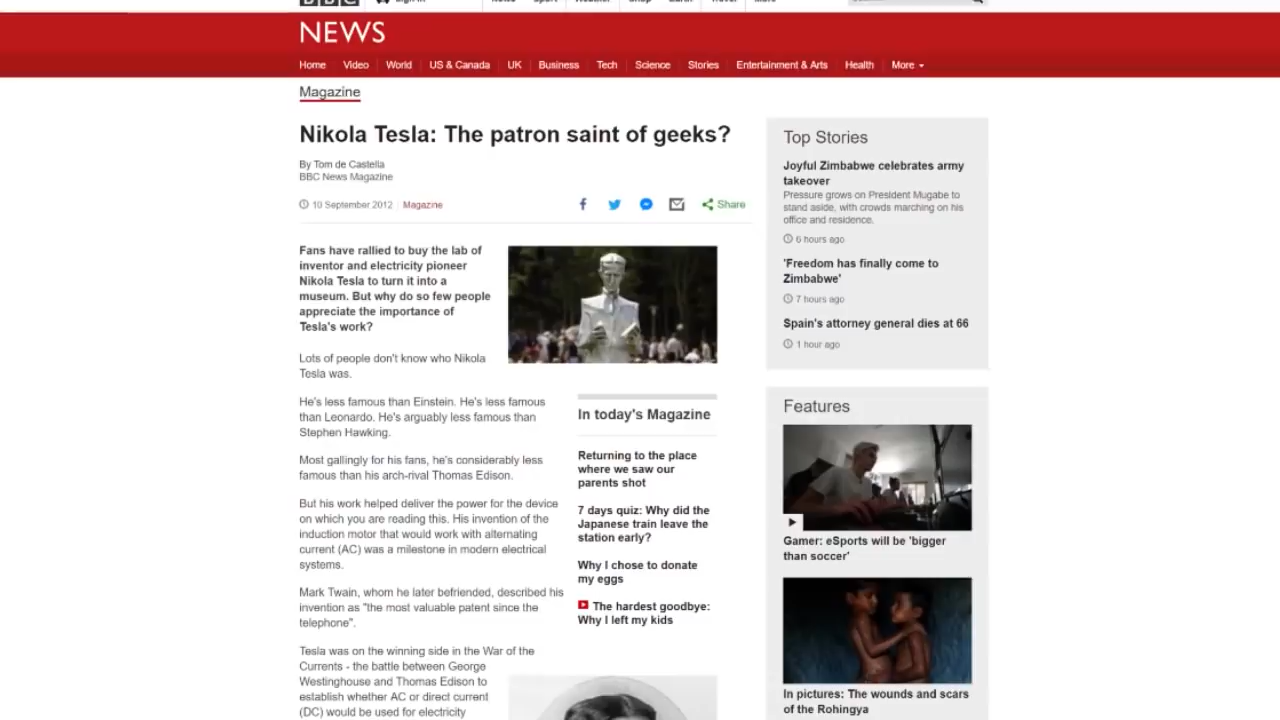 BBC
Sign in
News
Sport
Weather
Shop
Earth
Travel
More
NEWS
Home
Video
World
US & Canada
UK
Business
Tech
Science
Stories
Entertainment & Arts
Health
More
Magazine
Nikola Tesla: The patron saint of geeks?
By Tom de Castella
BBC News Magazine
10 September 2012
Magazine
Share
Fans have rallied to buy the lab of
inventor and electricity pioneer
Nikola Tesla to turn it into a
museum. But why do so few people
appreciate the importance of
Tesla's work?
Lots of people don't know who Nikola
Tesla was.
He's less famous than Einstein. He's less famous
than Leonardo. He's arguably less famous than
Stephen Hawking.
Most gallingly for his fans, he's considerably less
famous than his arch-rival Thomas Edison.
But his work helped deliver the power for the device
on which you are reading this. His invention of the
induction motor that would work with alternating
current (AC) was a milestone in modern electrical
systems.
Mark Twain, whom he later befriended, described his
invention as "the most valuable patent since the
telephone".
Tesla was on the winning side in the War of the
Currents - the battle between George
Westinghouse and Thomas Edison to
establish whether AC or direct current
(DC) would be used for electricity
In today's Magazine
Returning to the place
where we saw our
parents shot
7 days quiz: Why did the
Japanese train leave the
station early?
Why I chose to donate
my eggs
The hardest goodbye:
Why I left my kids
Top Stories
Joyful Zimbabwe celebrates army
takeover
Pressure grows on President Mugabe to
stand aside, with crowds marching on his
office and residence.
6 hours ago
'Freedom has finally come to
Zimbabwe'
7 hours ago
Spain's attorney general dies at 66
1 hour ago
Features
Gamer: eSports will be 'bigger
than soccer'
In pictures: The wounds and scars
of the Rohingya